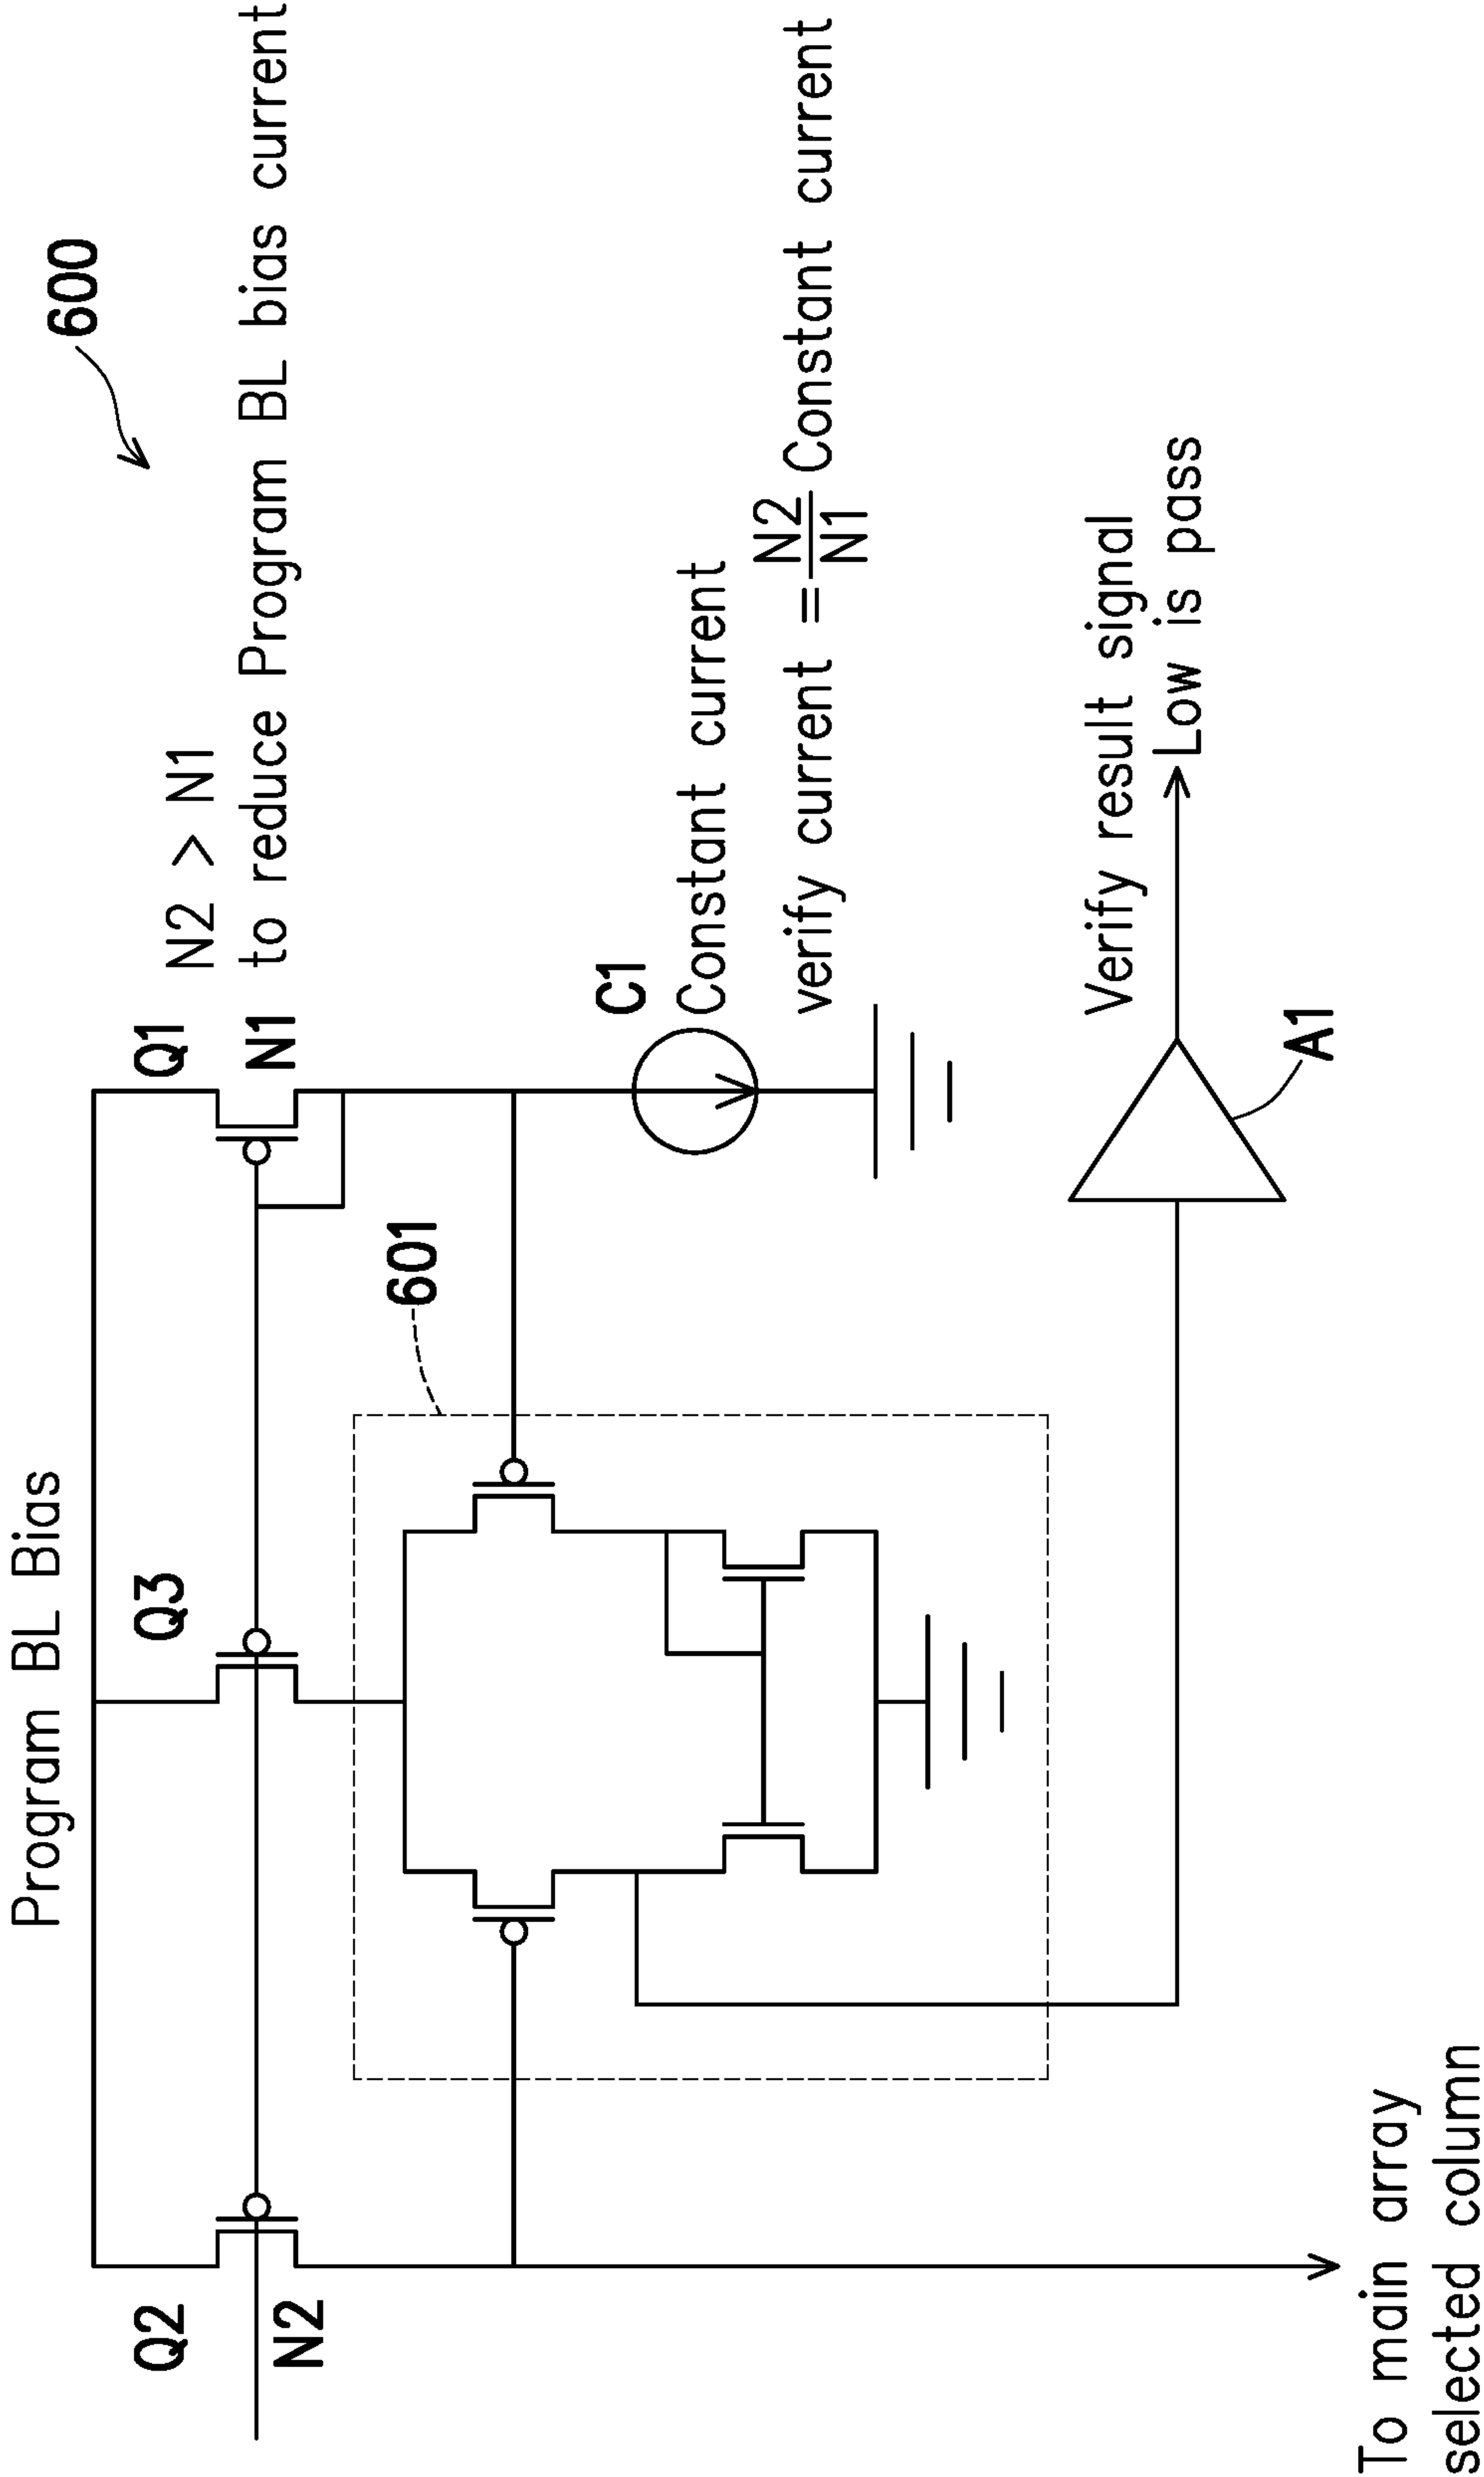 600
Program BL Bias
Q2
Q3
Q1
N2 > N1
N2
N1
to reduce Program BL bias current
601
C1
Constant current
verify current = N2/N1 Constant current
Verify result signal
Low is pass
A1
To main array
selected column